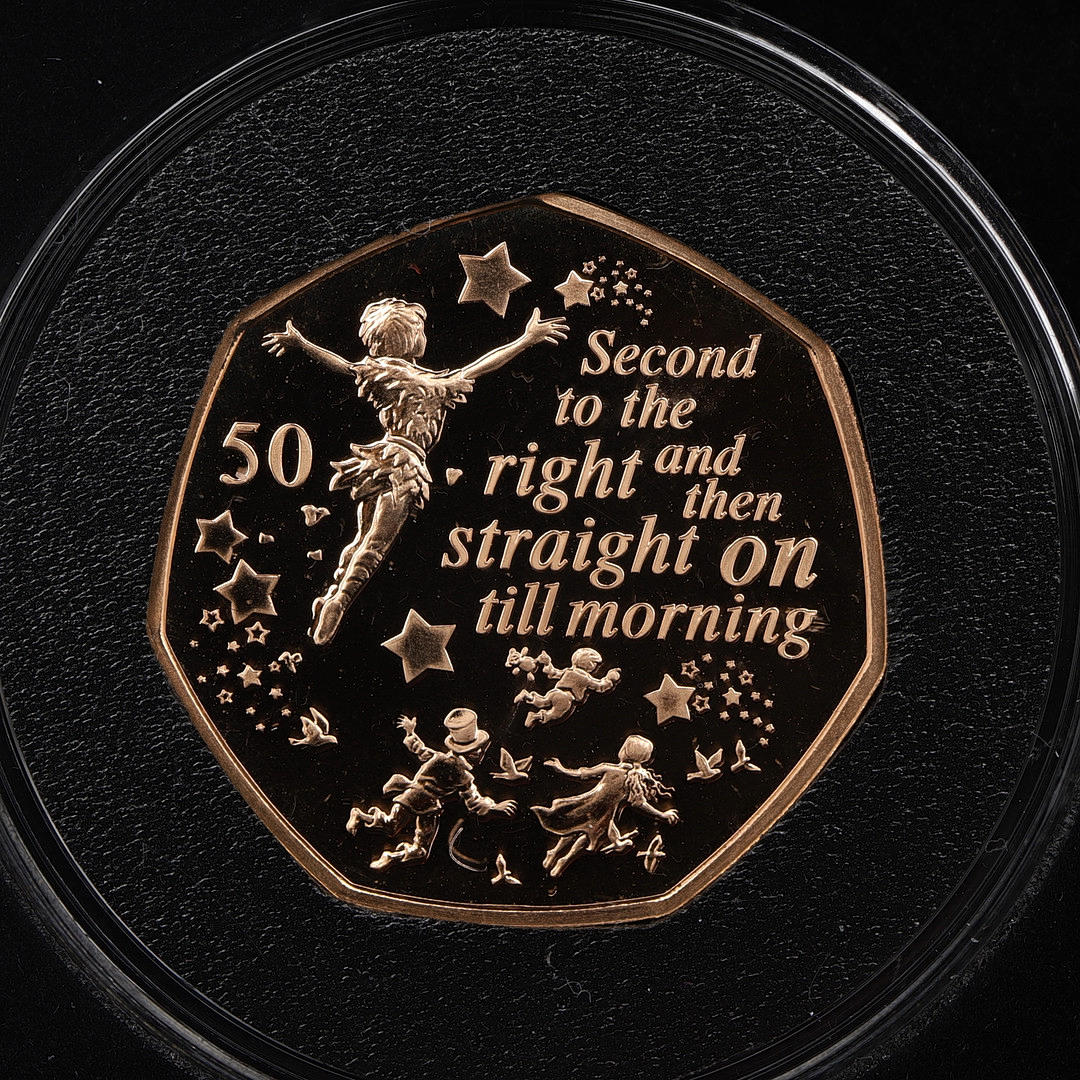 50
Second
to the
right and
then
straight on
till morning